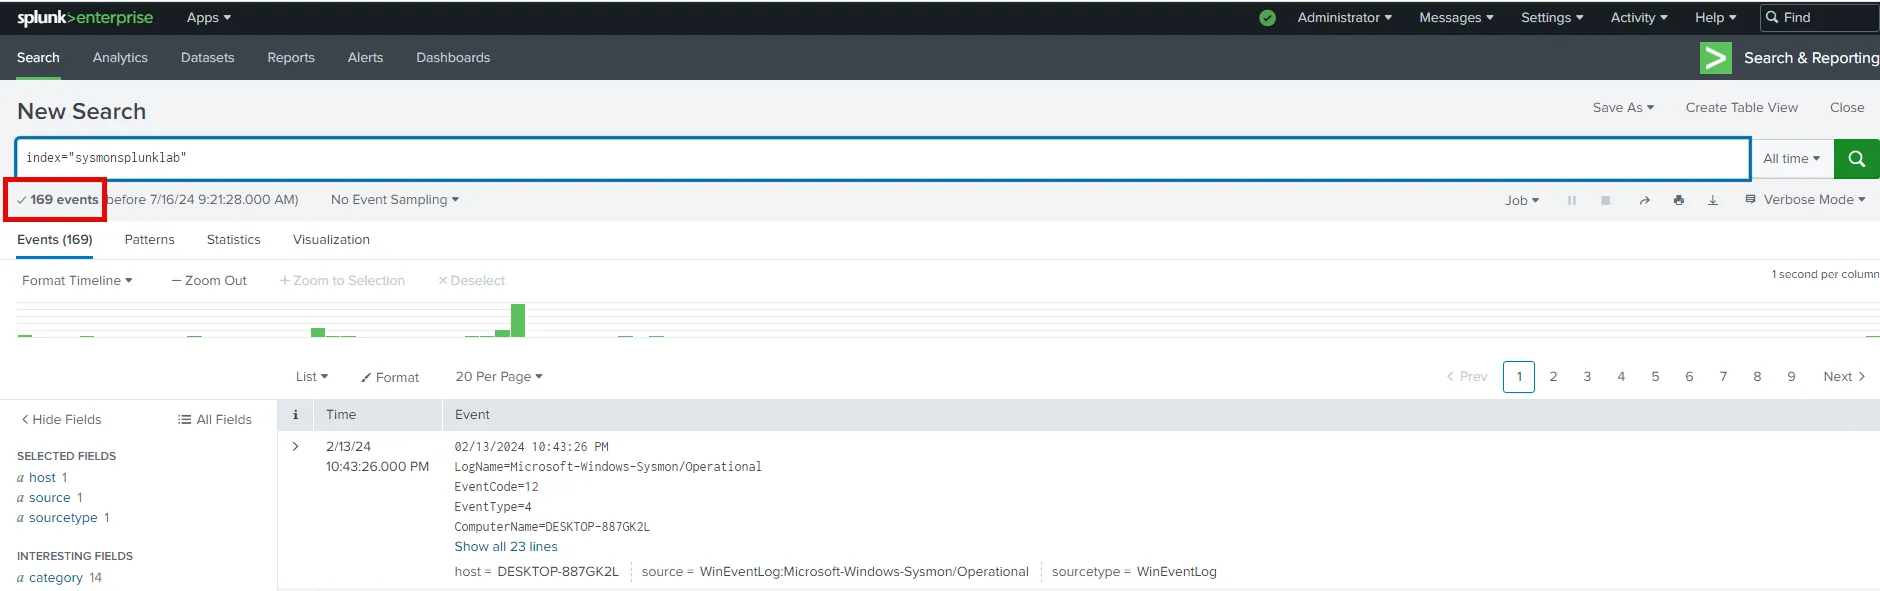 splunk>enterprise Apps Administrator Messages Settings Activity Help Find
Search Analytics Datasets Reports Alerts Dashboards Search & Reporting
New Search Save As Create Table View Close
index="sysmonsplunklab" All time
169 events before 7/16/24 9:21:28.000 AM) No Event Sampling Job Verbose Mode
Events (169) Patterns Statistics Visualization
Format Timeline — Zoom Out + Zoom to Selection × Deselect 1 second per column
List Format 20 Per Page < Prev 1 2 3 4 5 6 7 8 9 Next >
< Hide Fields All Fields i Time Event
SELECTED FIELDS
a host 1
a source 1
a sourcetype 1
INTERESTING FIELDS
a category 14
> 2/13/24
10:43:26.000 PM
02/13/2024 10:43:26 PM
LogName=Microsoft-Windows-Sysmon/Operational
EventCode=12
EventType=4
ComputerName=DESKTOP-887GK2L
Show all 23 lines
host = DESKTOP-887GK2L source = WinEventLog:Microsoft-Windows-Sysmon/Operational sourcetype = WinEventLog